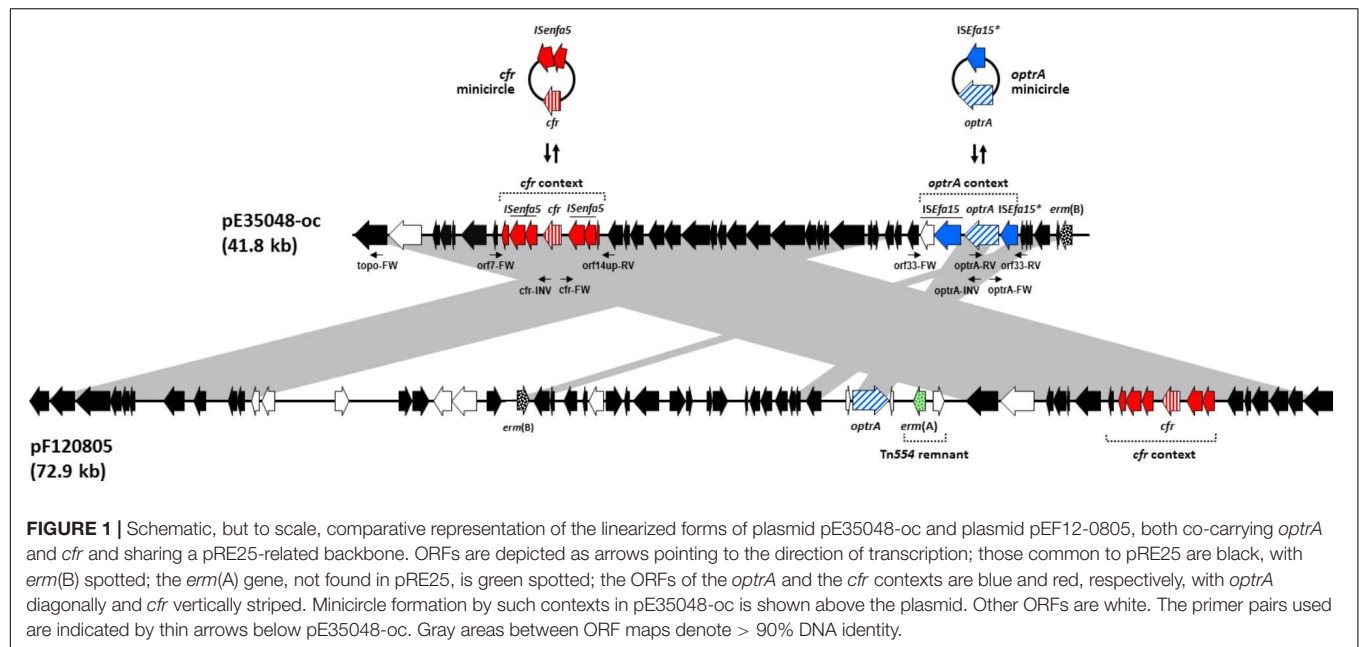 ISenfa5
ISEfa15*
cfr
minicircle
optrA
minicircle
cfr
optrA
cfr context
optrA context
ISenfa5 cfr ISenfa5
ISEfa15 optrA ISEfa15* erm(B)
pE35048-oc
(41.8 kb)
topo-FW orf7-FW orf14up-RV orf33-FW optrA-RV orf33-RV
cfr-INV cfr-FW optrA-INV optrA-FW
pF120805
(72.9 kb)
erm(B) optrA erm(A) cfr
Tn554 remnant cfr context
FIGURE 1 | Schematic, but to scale, comparative representation of the linearized forms of plasmid pE35048-oc and plasmid pEF12-0805, both co-carrying optrA
and cfr and sharing a pRE25-related backbone. ORFs are depicted as arrows pointing to the direction of transcription; those common to pRE25 are black, with
erm(B) spotted; the erm(A) gene, not found in pRE25, is green spotted; the ORFs of the optrA and the cfr contexts are blue and red, respectively, with optrA
diagonally and cfr vertically striped. Minicircle formation by such contexts in pE35048-oc is shown above the plasmid. Other ORFs are white. The primer pairs used
are indicated by thin arrows below pE35048-oc. Gray areas between ORF maps denote > 90% DNA identity.